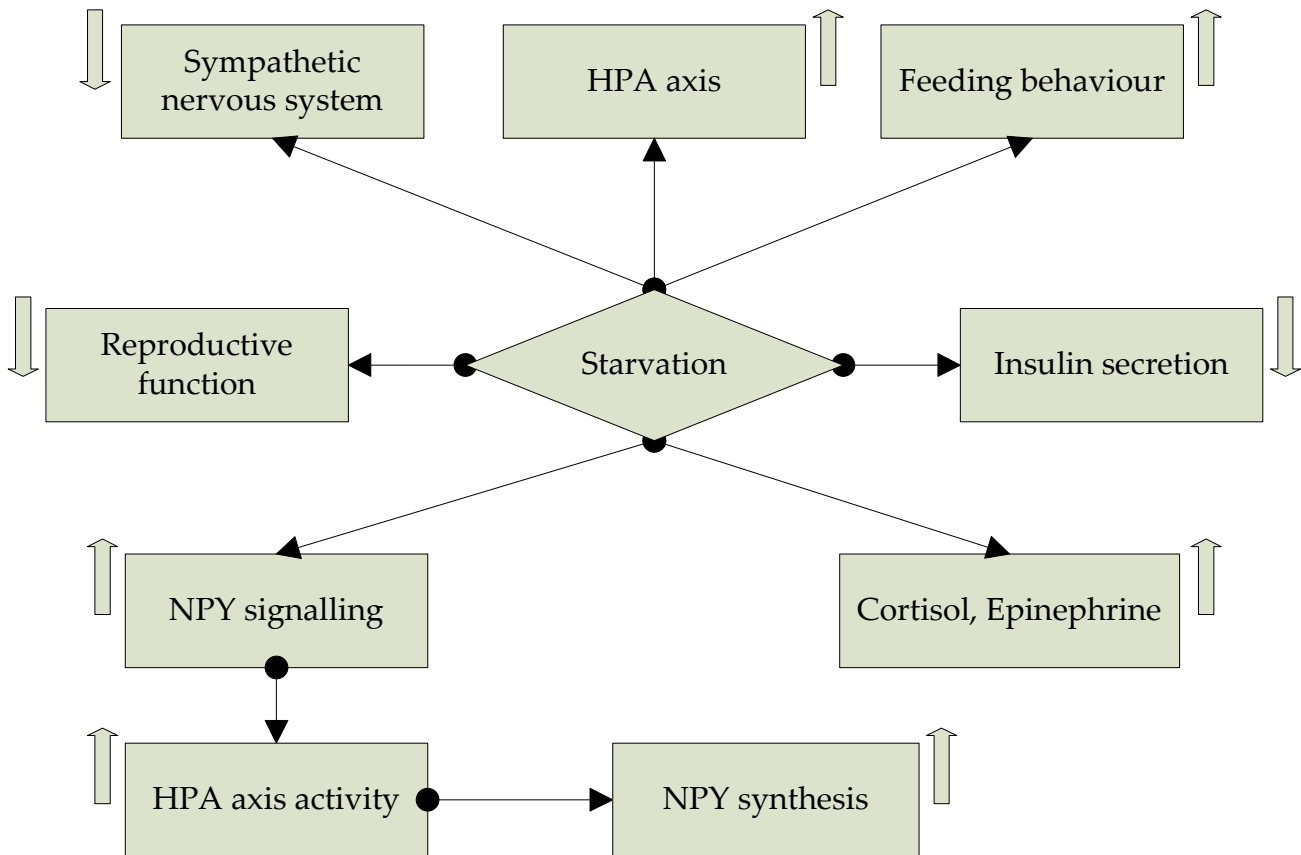 Sympathetic
nervous system
HPA axis
Feeding behaviour
Reproductive
function
Starvation
Insulin secretion
NPY signalling
Cortisol, Epinephrine
HPA axis activity
NPY synthesis